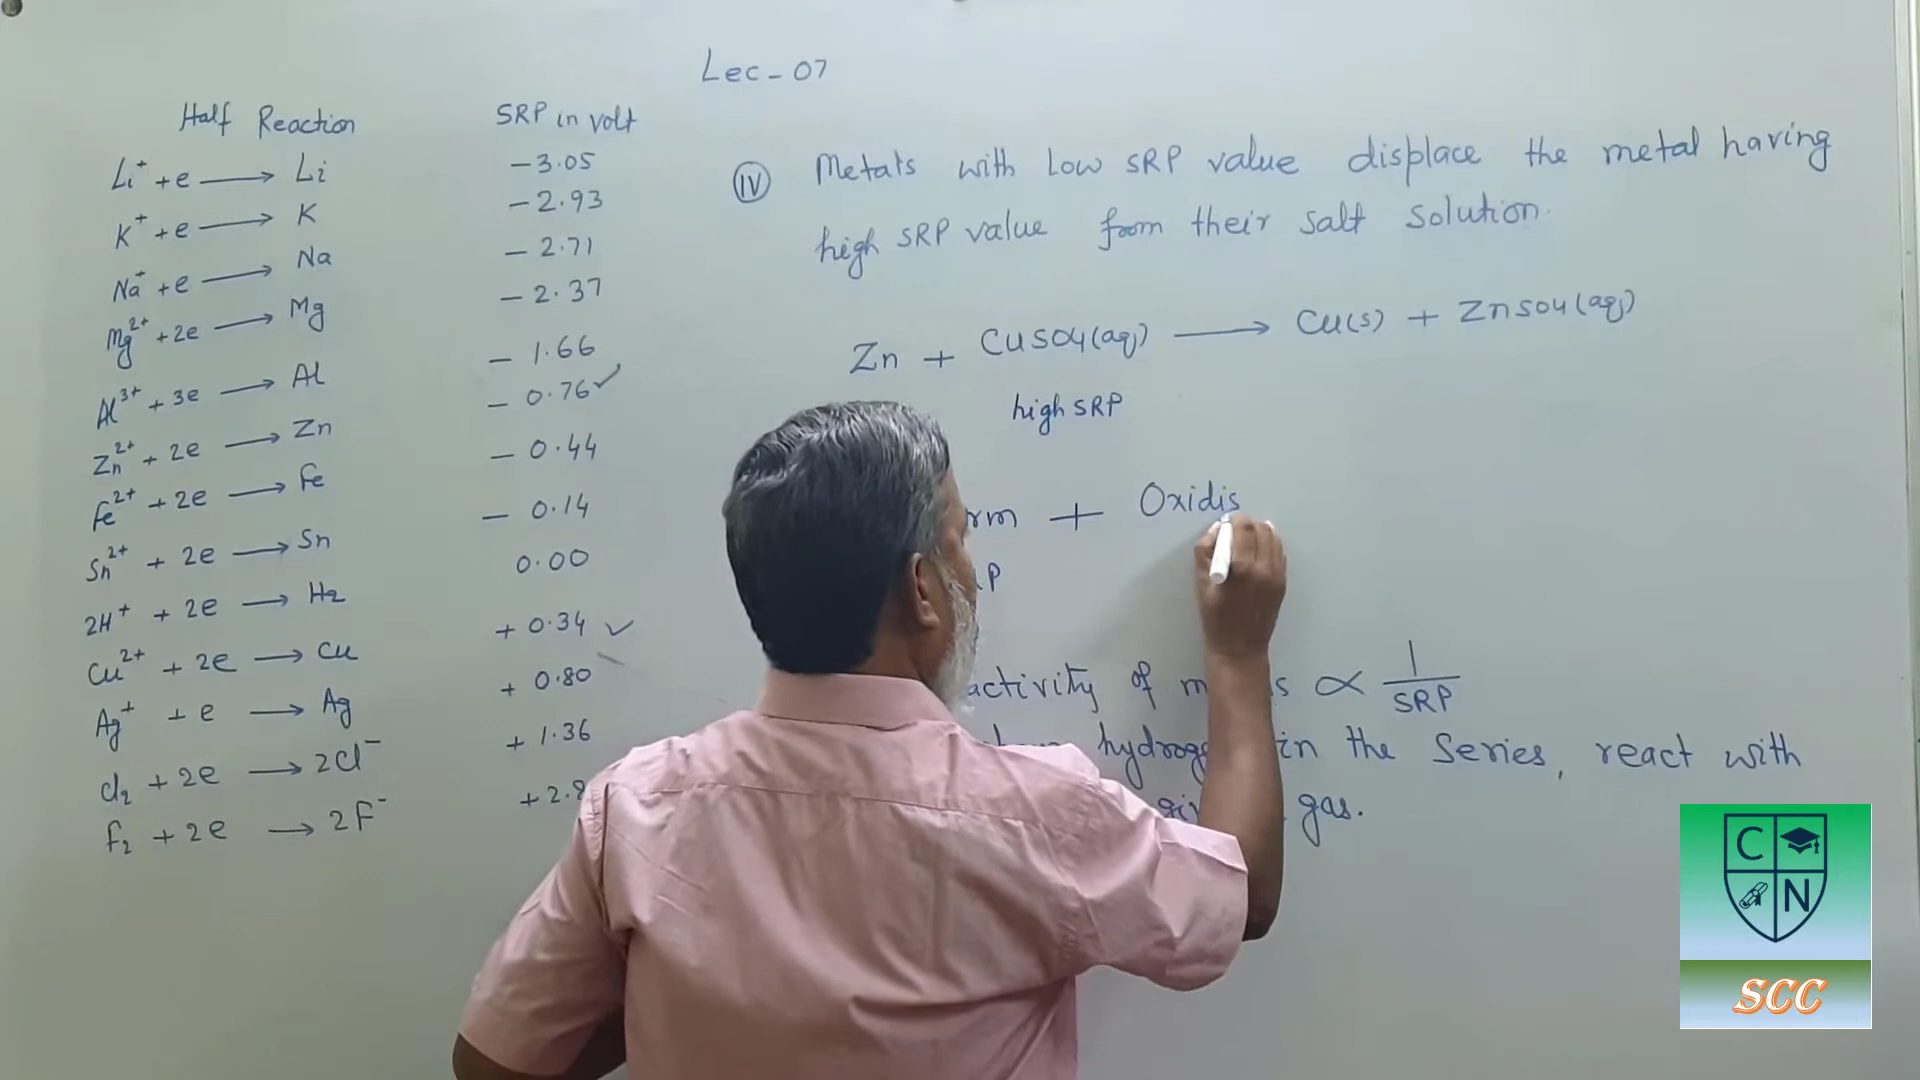 Lec - 07
Half Reaction SRP in volt
Li⁺ + e ⟶ Li - 3.05
K⁺ + e ⟶ K - 2.93
Na⁺ + e ⟶ Na - 2.71
Mg²⁺ + 2e ⟶ Mg - 2.37
Al³⁺ + 3e ⟶ Al - 1.66
Zn²⁺ + 2e ⟶ Zn - 0.76 ✓
Fe²⁺ + 2e ⟶ Fe - 0.44
Sn²⁺ + 2e ⟶ Sn - 0.14
2H⁺ + 2e ⟶ H₂ 0.00
Cu²⁺ + 2e ⟶ Cu + 0.34 ✓
Ag⁺ + e ⟶ Ag + 0.80
Cl₂ + 2e ⟶ 2Cl⁻ + 1.36
F₂ + 2e ⟶ 2F⁻ + 2.8
(IV) Metals with Low SRP value displace the metal having
high SRP value from their salt solution.
Zn + CuSO4(aq) ⟶ Cu(s) + ZnSO4(aq)
high SRP
rm + Oxidis
activity of ∝ 1/SRP
in the Series, react with
gas.
C N
SCC